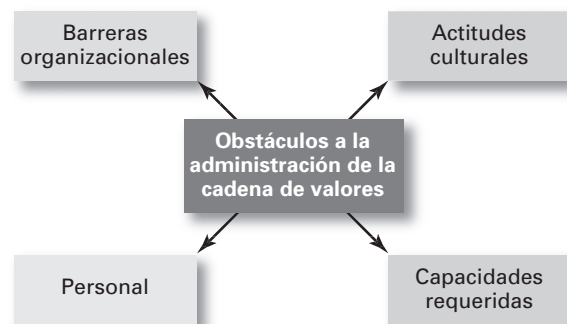 Barreras
organizacionales
Actitudes
culturales
Obstáculos a la
administración de la
cadena de valores
Personal
Capacidades
requeridas